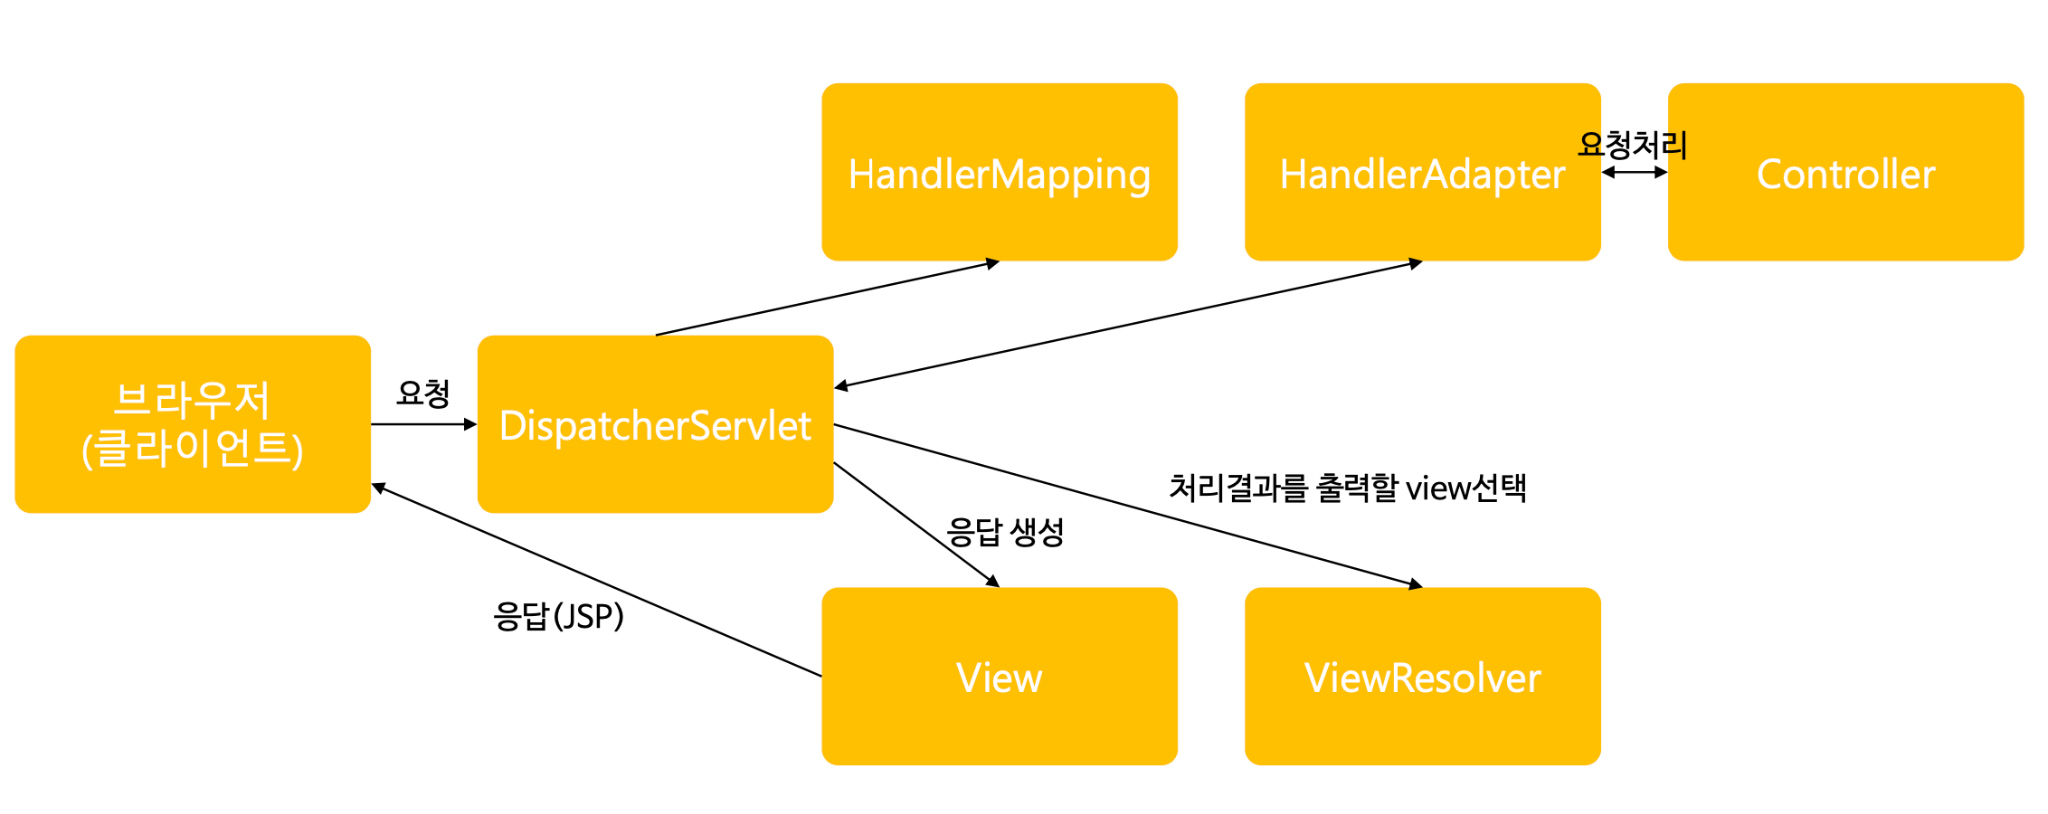 HandlerMapping
HandlerAdapter
요청처리
Controller
브라우저
(클라이언트)
요청
DispatcherServlet
처리결과를 출력할 view선택
응답 생성
응답(JSP)
View
ViewResolver